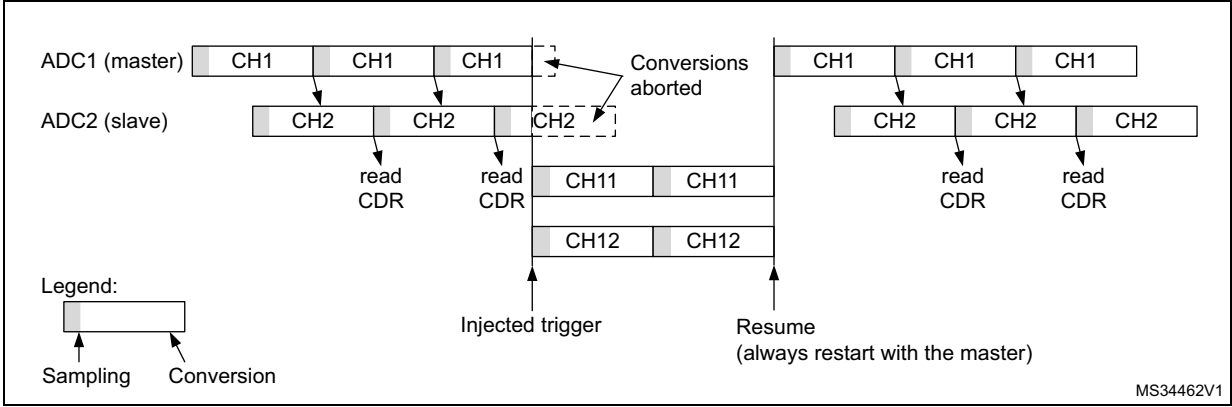 ADC1 (master) CH1 CH1 CH1 Conversions aborted CH1 CH1 CH1
ADC2 (slave) CH2 CH2 CH2 CH2 CH2 CH2
read CDR read CDR read CDR read CDR
CH11 CH11
CH12 CH12
Legend:
Injected trigger
Resume
(always restart with the master)
Sampling Conversion
MS34462V1